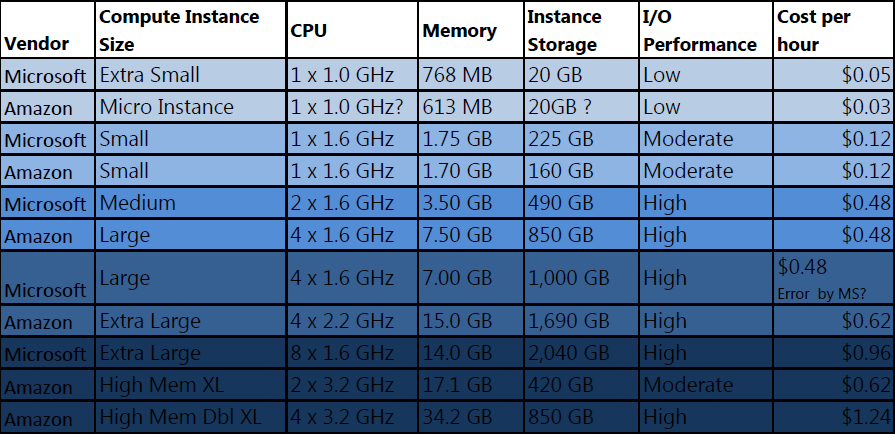 Vendor Compute Instance Size CPU Memory Instance Storage I/O Performance Cost per hour
Microsoft Extra Small 1 x 1.0 GHz 768 MB 20 GB Low $0.05
Amazon Micro Instance 1 x 1.0 GHz? 613 MB 20GB ? Low $0.03
Microsoft Small 1 x 1.6 GHz 1.75 GB 225 GB Moderate $0.12
Amazon Small 1 x 1.6 GHz 1.70 GB 160 GB Moderate $0.12
Microsoft Medium 2 x 1.6 GHz 3.50 GB 490 GB High $0.48
Amazon Large 4 x 1.6 GHz 7.50 GB 850 GB High $0.48
Microsoft Large 4 x 1.6 GHz 7.00 GB 1,000 GB High $0.48 Error by MS?
Amazon Extra Large 4 x 2.2 GHz 15.0 GB 1,690 GB High $0.62
Microsoft Extra Large 8 x 1.6 GHz 14.0 GB 2,040 GB High $0.96
Amazon High Mem XL 2 x 3.2 GHz 17.1 GB 420 GB Moderate $0.62
Amazon High Mem Dbl XL 4 x 3.2 GHz 34.2 GB 850 GB High $1.24